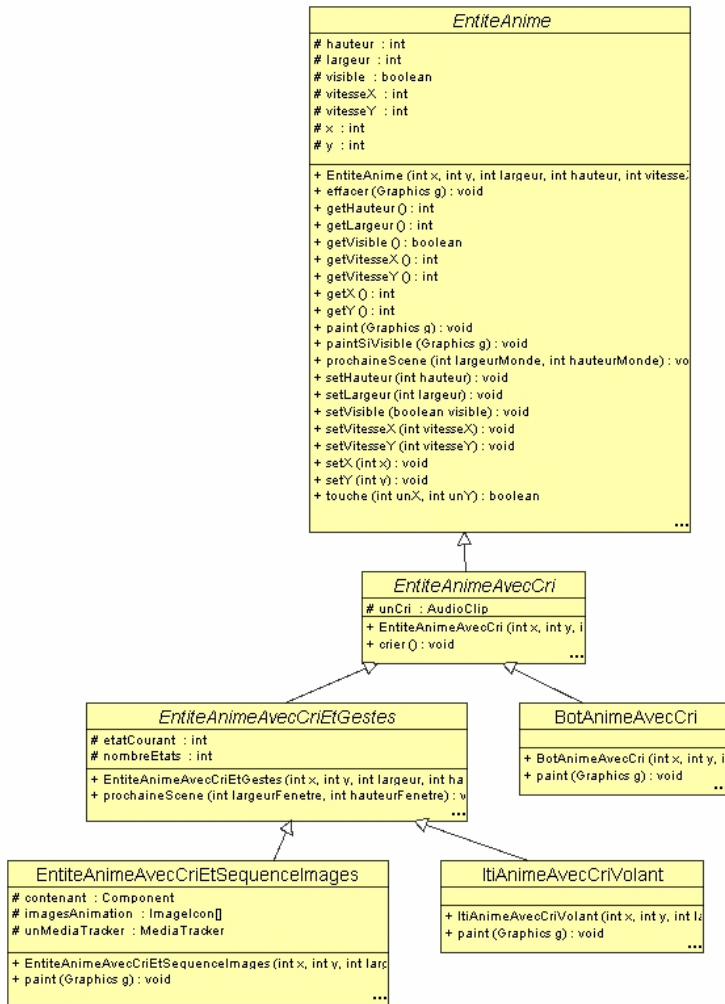 EntiteAnime
# hauteur : int
# largeur : int
# visible : boolean
# vitesseX : int
# vitesseY : int
# x : int
# y : int
+ EntiteAnime (int x, int y, int largeur, int hauteur, int vitesseX
+ effacer (Graphics g) : void
+ getHauteur () : int
+ getLargeur () : int
+ getVisible () : boolean
+ getVitesseX () : int
+ getVitesseY () : int
+ getX () : int
+ getY () : int
+ paint (Graphics g) : void
+ paintSiVisible (Graphics g) : void
+ prochaineScene (int largeurMonde, int hauteurMonde) : vo
+ setHauteur (int hauteur) : void
+ setLargeur (int largeur) : void
+ setVisible (boolean visible) : void
+ setVitesseX (int vitesseX) : void
+ setVitesseY (int vitesseY) : void
+ setX (int x) : void
+ setY (int y) : void
+ touche (int unX, int unY) : boolean
...
EntiteAnimeAvecCri
# unCri : AudioClip
+ EntiteAnimeAvecCri (int x, int y, i
+ crier () : void
...
EntiteAnimeAvecCriEtGestes
# etatCourant : int
# nombreEtats : int
+ EntiteAnimeAvecCriEtGestes (int x, int y, int largeur, int ha
+ prochaineScene (int largeurFenetre, int hauteurFenetre) : v
...
BotAnimeAvecCri
+ BotAnimeAvecCri (int x, int y, i
+ paint (Graphics g) : void
...
EntiteAnimeAvecCriEtSequenceImages
# contenant : Component
# imagesAnimation : ImageIcon[]
# unMediaTracker : MediaTracker
+ EntiteAnimeAvecCriEtSequenceImages (int x, int y, int larg
+ paint (Graphics g) : void
...
ItiAnimeAvecCriVolant
+ ItiAnimeAvecCriVolant (int x, int y, int la
+ paint (Graphics g) : void
...